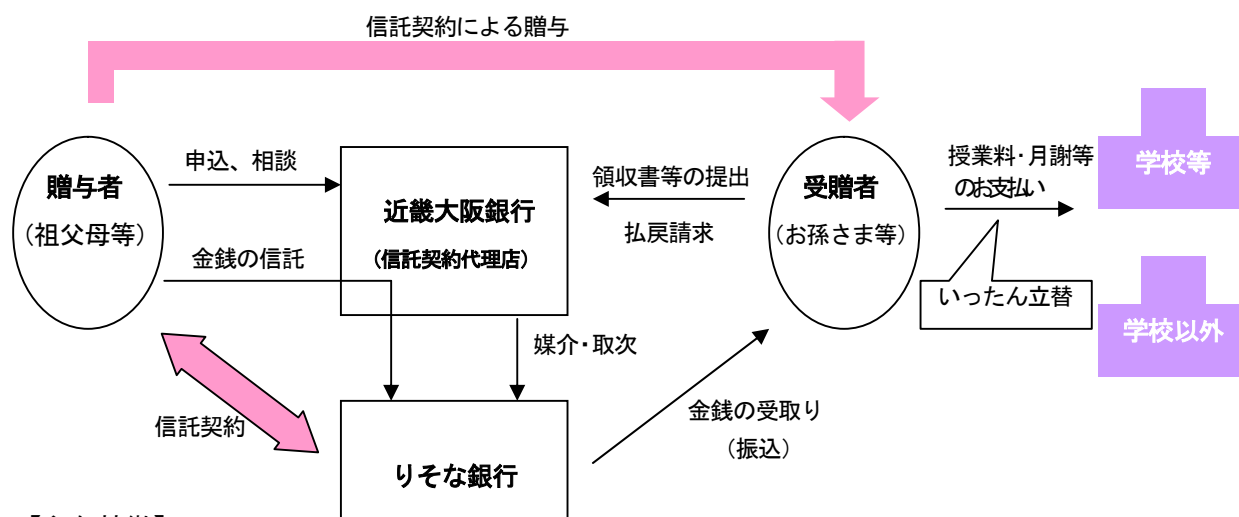 信託契約による贈与
申込、相談
贈与者
(祖父母等)
近畿大阪銀行
(信託契約代理店)
領収書等の提出
払戻請求
受贈者
(お孫さま等)
授業料・月謝等
のお支払い
学校等
金銭の信託
いったん立替
学校以外
媒介・取次
信託契約
金銭の受取り
(振込)
りそな銀行